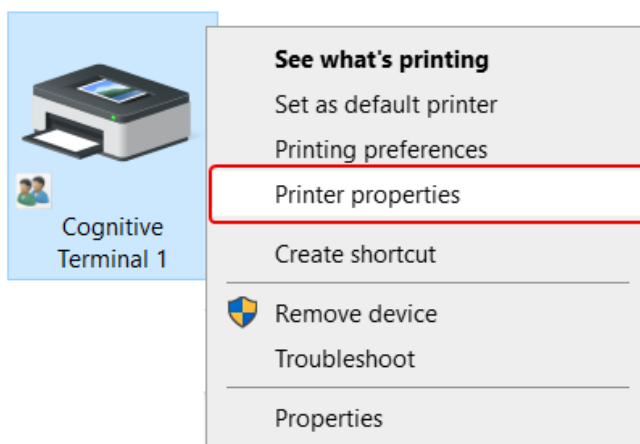 See what's printing
Set as default printer
Printing preferences
Printer properties
Cognitive
Terminal 1
Create shortcut
Remove device
Troubleshoot
Properties